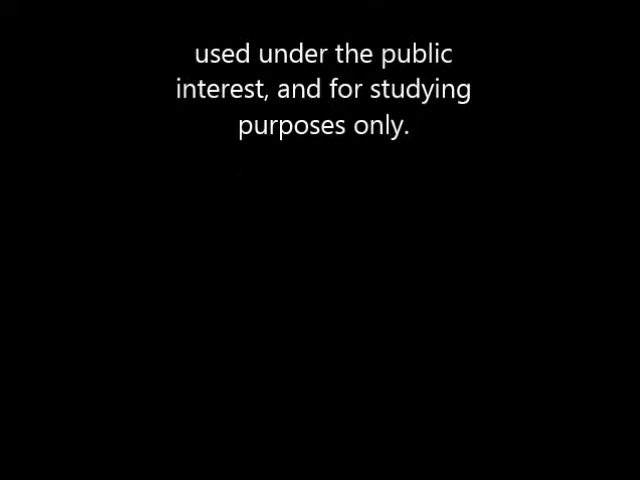 used under the public
interest, and for studying
purposes only.